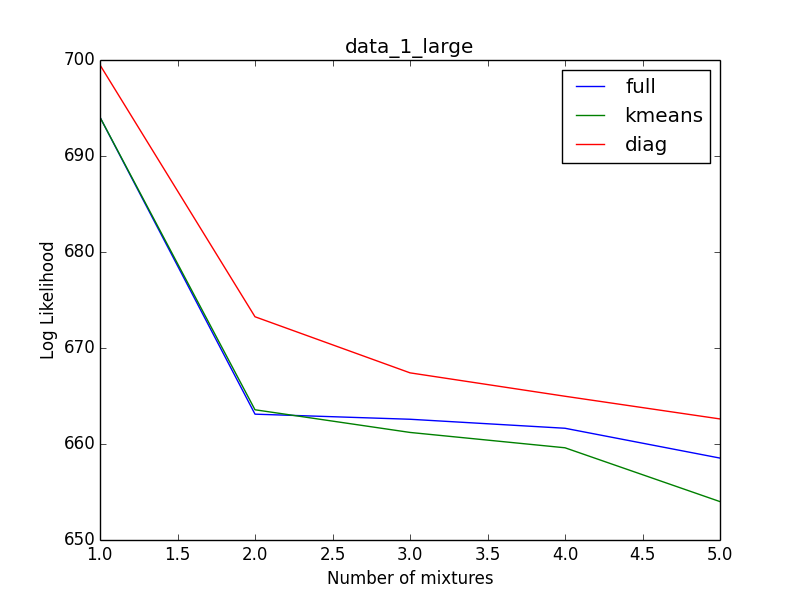 data_1_large
full
kmeans
diag
Log Likelihood
700
690
680
670
660
650
1.0 1.5 2.0 2.5 3.0 3.5 4.0 4.5 5.0
Number of mixtures